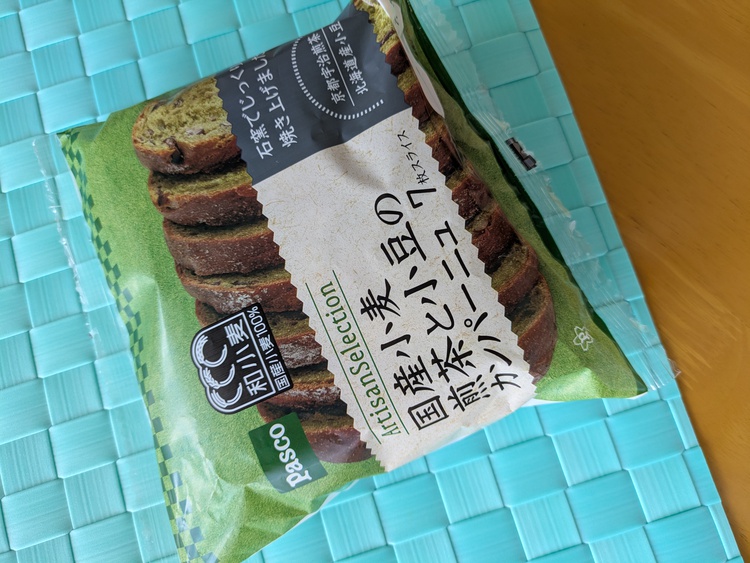 石窯でじっくり
焼き上げまし
京都宇治煎茶
北海道産小豆
ArtisanSelection
国産小麦
煎茶と小豆の
カンパーニュ 7枚スライス
和小麦
国産小麦100%
Pasco